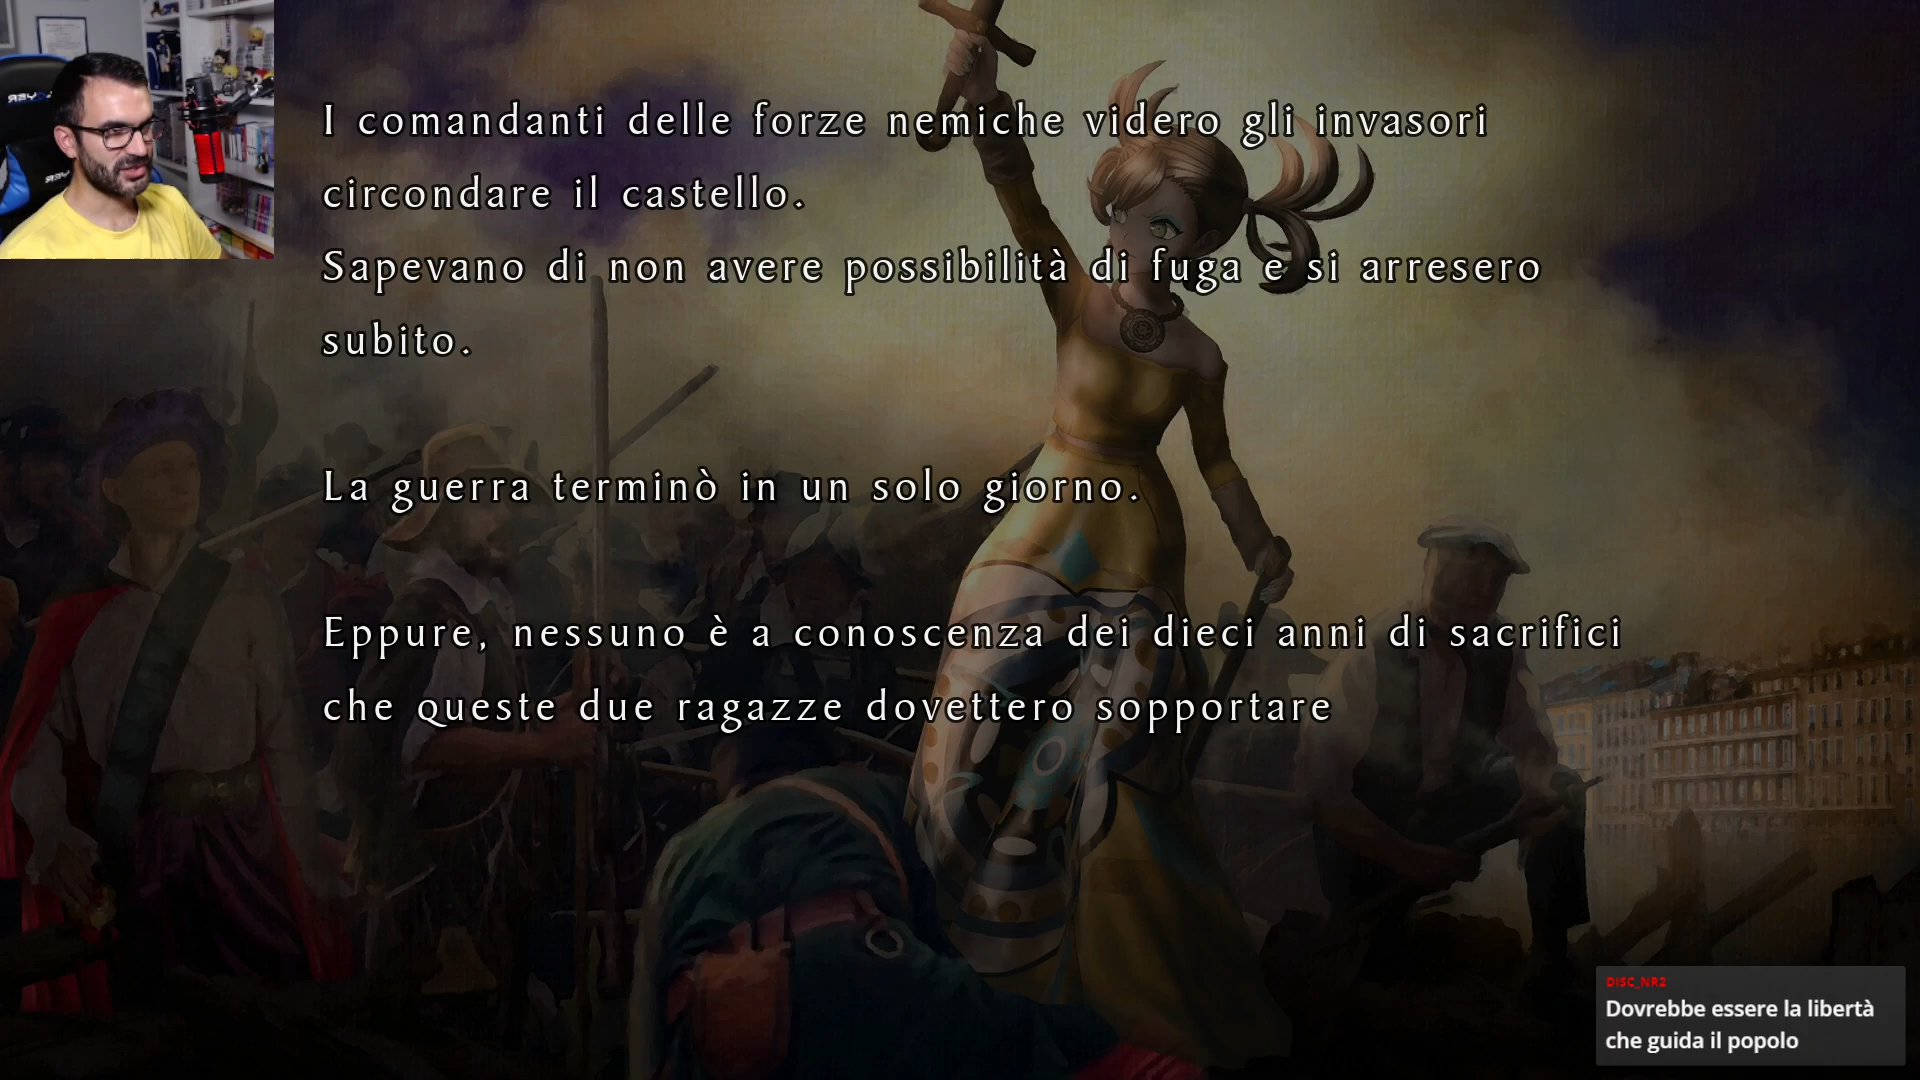 I comandanti delle forze nemiche videro gli invasori
circondare il castello.
Sapevano di non avere possibilità di fuga e si arresero
subito.
La guerra terminò in un solo giorno.
Eppure, nessuno è a conoscenza dei dieci anni di sacrifici
che queste due ragazze dovettero sopportare
DISC_NR2
Dovrebbe essere la libertà
che guida il popolo